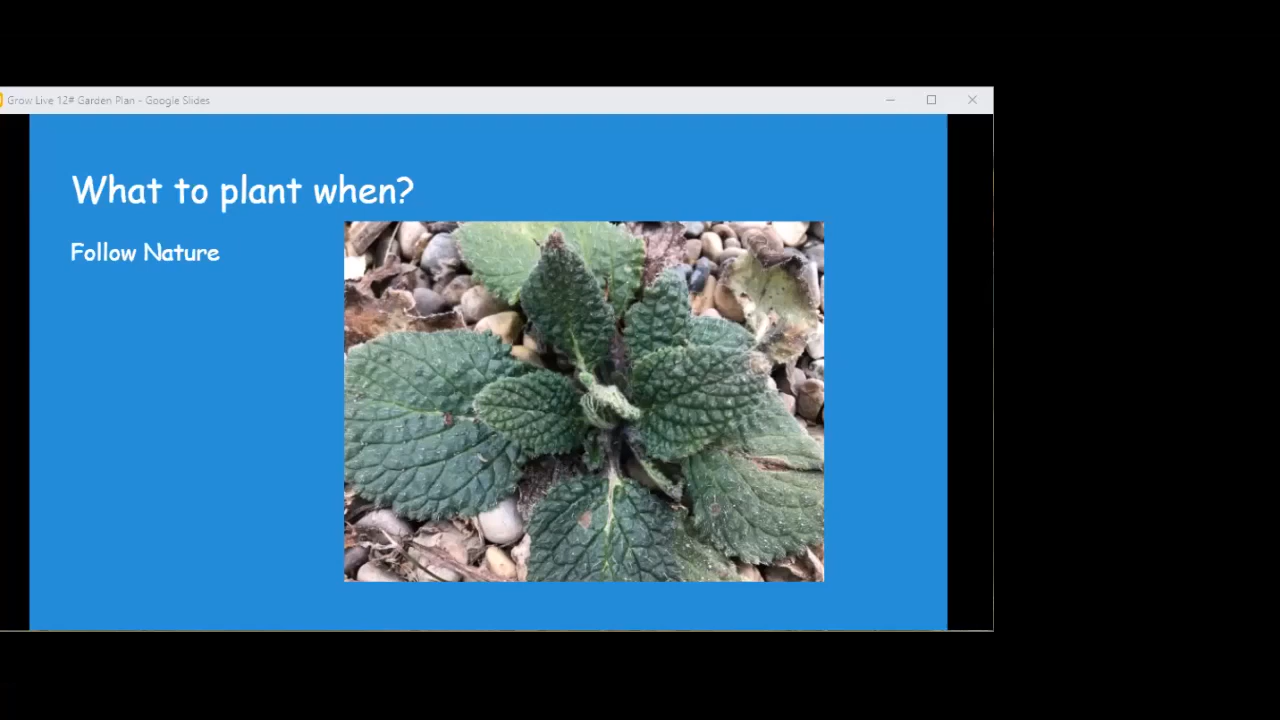 Grow Live 12# Garden Plan - Google Slides
What to plant when?
Follow Nature